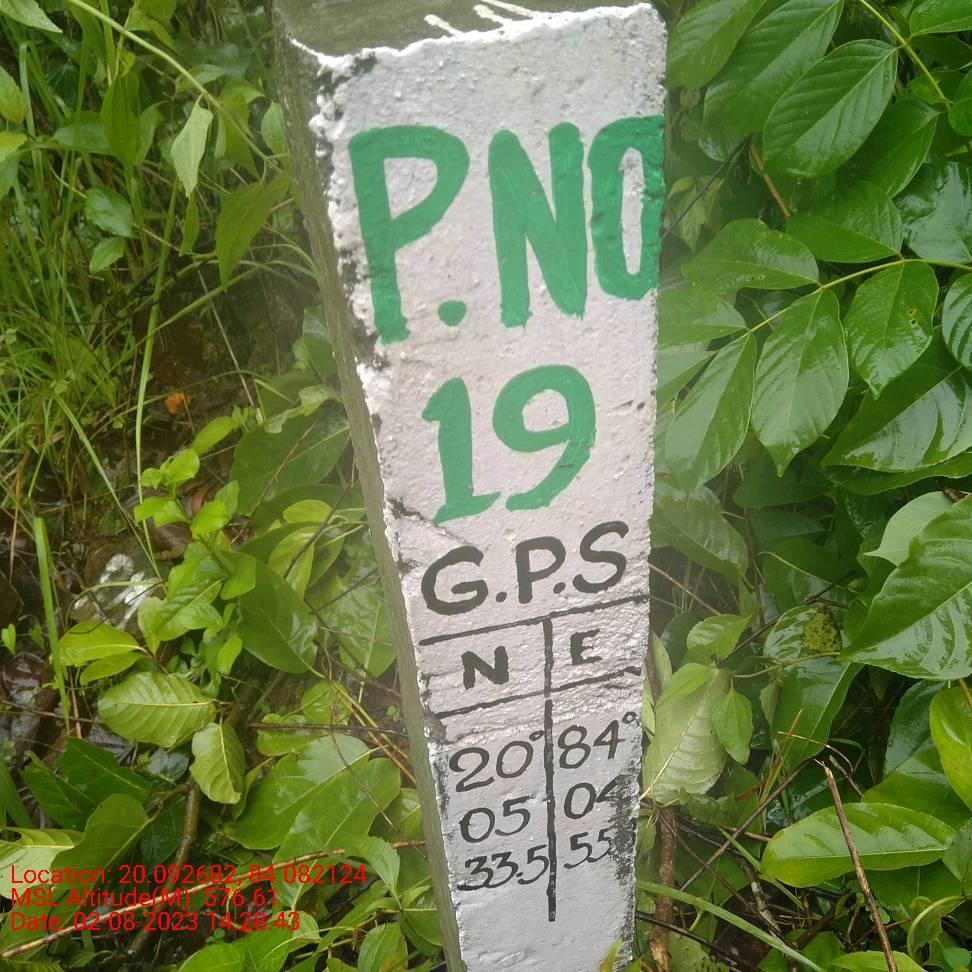 P.NO
19
G.P.S
N E
20° 84°
05 04
33.5 55
Location: 20.092682, 84.082124
MSL Altitude(M): 576.61
Date: 02-08-2023 14:28:43